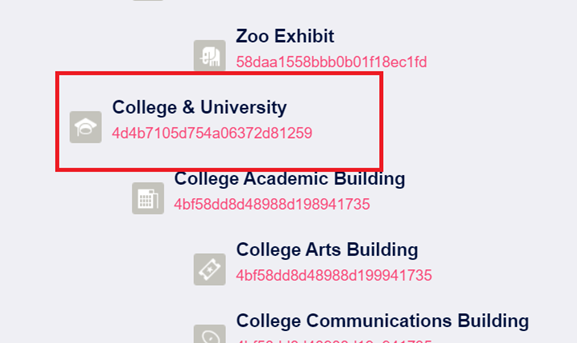 Zoo Exhibit
58daa1558bbb0b01f18ec1fd
College & University
4d4b7105d754a06372d81259
College Academic Building
4bf58dd8d48988d198941735
College Arts Building
4bf58dd8d48988d199941735
College Communications Building